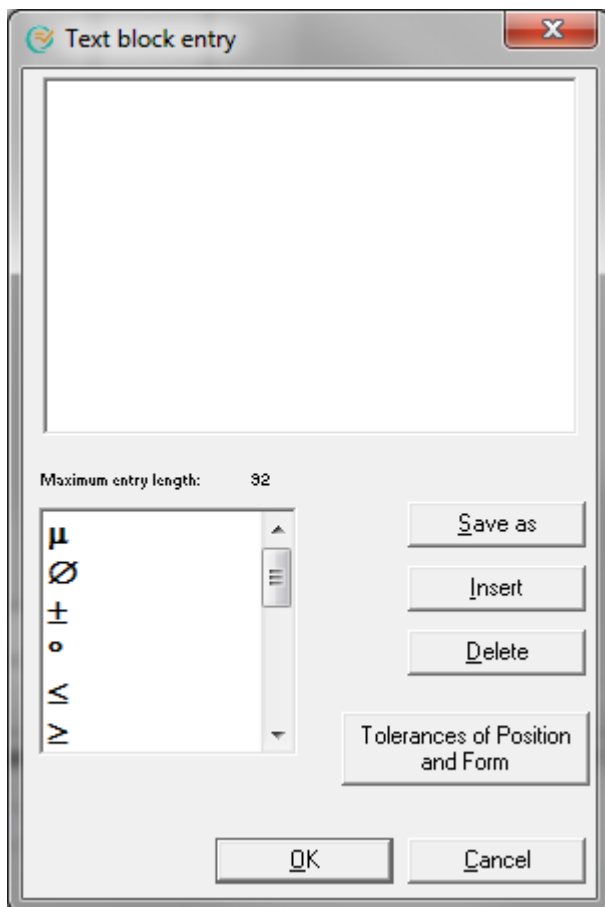 Text block entry
Maximum entry length: 92
µ
Ø
±
°
≤
≥
Save as
Insert
Delete
Tolerances of Position
and Form
OK
Cancel